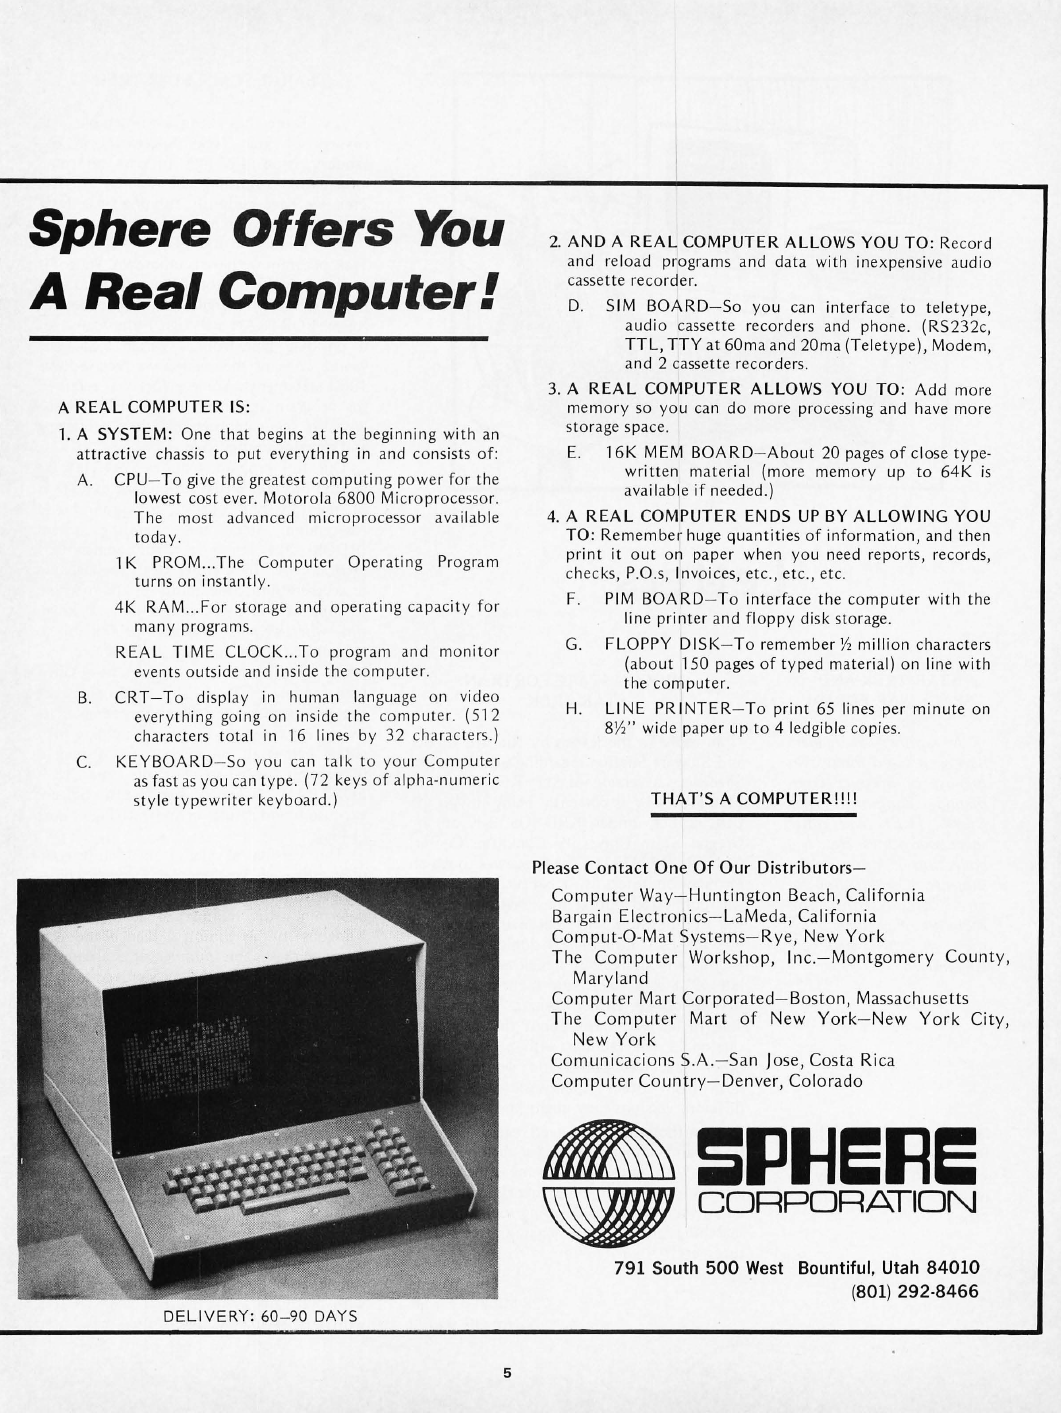 Sphere Offers You
A Real Computer!
A REAL COMPUTER IS:
1. A SYSTEM: One that begins at the beginning with an
attractive chassis to put everything in and consists of:
A. CPU—To give the greatest computing power for the
lowest cost ever. Motorola 6800 Microprocessor.
The most advanced microprocessor available
today.
1K PROM...The Computer Operating Program
turns on instantly.
4K RAM...For storage and operating capacity for
many programs.
REAL TIME CLOCK...To program and monitor
events outside and inside the computer.
B. CRT—To display in human language on video
everything going on inside the computer. (512
characters total in 16 lines by 32 characters.)
C. KEYBOARD—So you can talk to your Computer
as fast as you can type. (72 keys of alpha-numeric
style typewriter keyboard.)
DELIVERY: 60—90 DAYS
2. AND A REAL COMPUTER ALLOWS YOU TO: Record
and reload programs and data with inexpensive audio
cassette recorder.
D. SIM BOARD—So you can interface to teletype,
audio cassette recorders and phone. (RS232c,
TTL, TTY at 60ma and 20ma (Teletype), Modem,
and 2 cassette recorders.
3. A REAL COMPUTER ALLOWS YOU TO: Add more
memory so you can do more processing and have more
storage space.
E. 16K MEM BOARD—About 20 pages of close type-
written material (more memory up to 64K is
available if needed.)
4. A REAL COMPUTER ENDS UP BY ALLOWING YOU
TO: Remember huge quantities of information, and then
print it out on paper when you need reports, records,
checks, P.O.s, Invoices, etc., etc., etc.
F. PIM BOARD—To interface the computer with the
line printer and floppy disk storage.
G. FLOPPY DISK—To remember ½ million characters
(about 150 pages of typed material) on line with
the computer.
H. LINE PRINTER—To print 65 lines per minute on
8½" wide paper up to 4 ledgible copies.
THAT'S A COMPUTER!!!!
Please Contact One Of Our Distributors—
Computer Way—Huntington Beach, California
Bargain Electronics—LaMeda, California
Comput-O-Mat Systems—Rye, New York
The Computer Workshop, Inc.—Montgomery County,
Maryland
Computer Mart Corporated—Boston, Massachusetts
The Computer Mart of New York—New York City,
New York
Comunicacions S.A.—San Jose, Costa Rica
Computer Country—Denver, Colorado
SPHERE
CORPORATION
791 South 500 West Bountiful, Utah 84010
(801) 292-8466
5